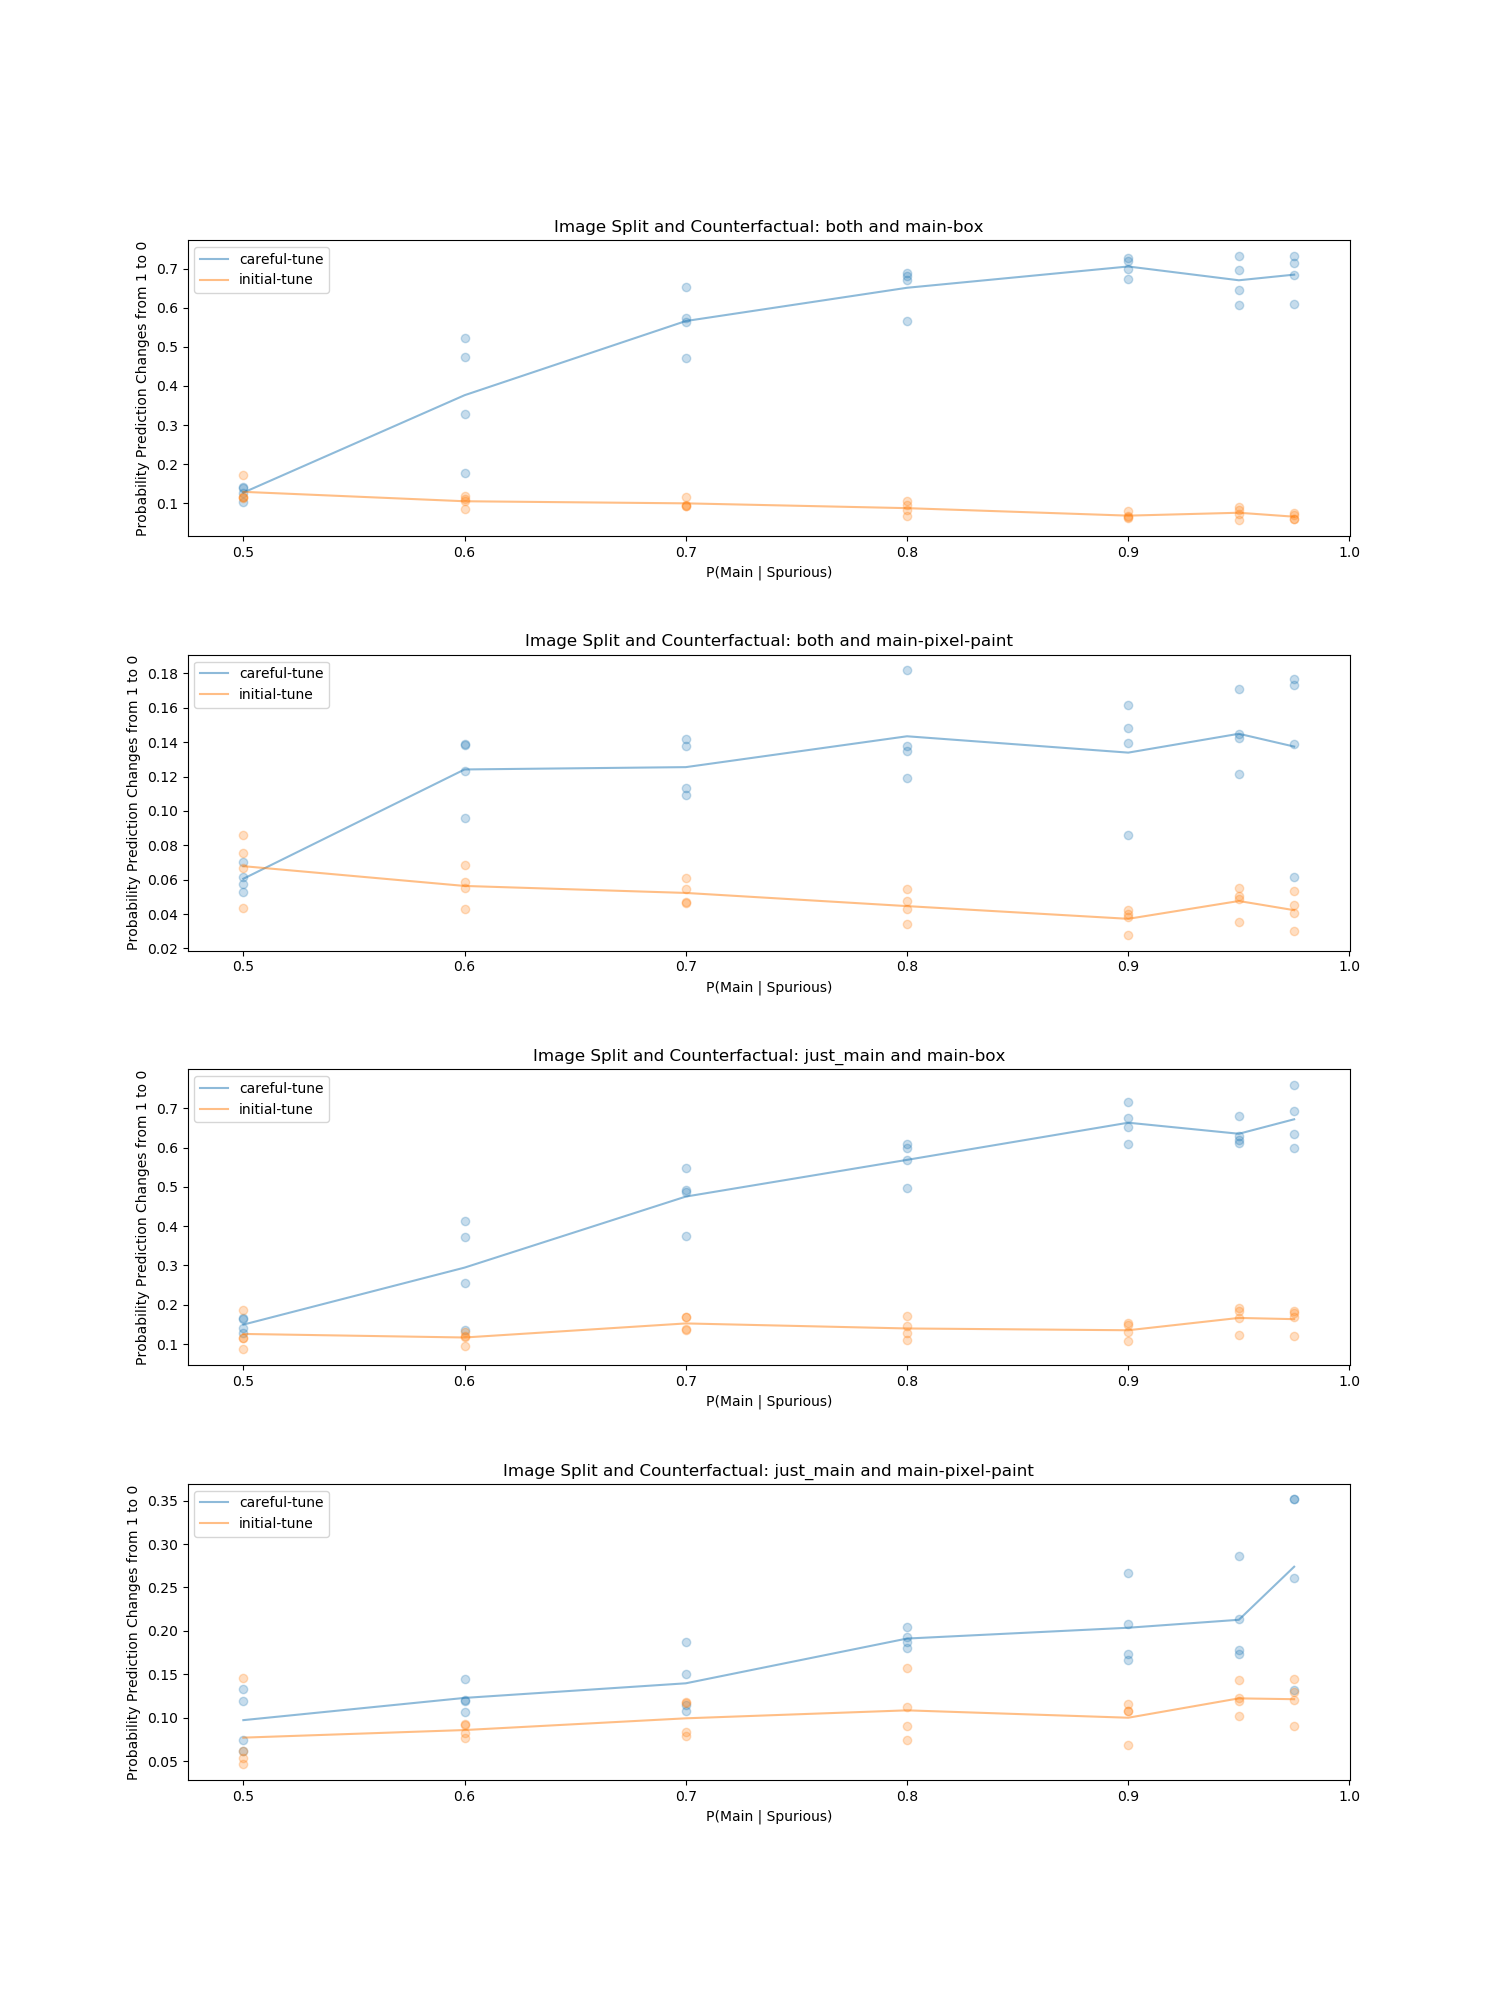 Image Split and Counterfactual: both and main-box
careful-tune
initial-tune
Probability Prediction Changes from 1 to 0
0.7
0.6
0.5
0.4
0.3
0.2
0.1
0.5 0.6 0.7 0.8 0.9 1.0
P(Main | Spurious)
Image Split and Counterfactual: both and main-pixel-paint
careful-tune
initial-tune
Probability Prediction Changes from 1 to 0
0.18
0.16
0.14
0.12
0.10
0.08
0.06
0.04
0.02
0.5 0.6 0.7 0.8 0.9 1.0
P(Main | Spurious)
Image Split and Counterfactual: just_main and main-box
careful-tune
initial-tune
Probability Prediction Changes from 1 to 0
0.7
0.6
0.5
0.4
0.3
0.2
0.1
0.5 0.6 0.7 0.8 0.9 1.0
P(Main | Spurious)
Image Split and Counterfactual: just_main and main-pixel-paint
careful-tune
initial-tune
Probability Prediction Changes from 1 to 0
0.35
0.30
0.25
0.20
0.15
0.10
0.05
0.5 0.6 0.7 0.8 0.9 1.0
P(Main | Spurious)